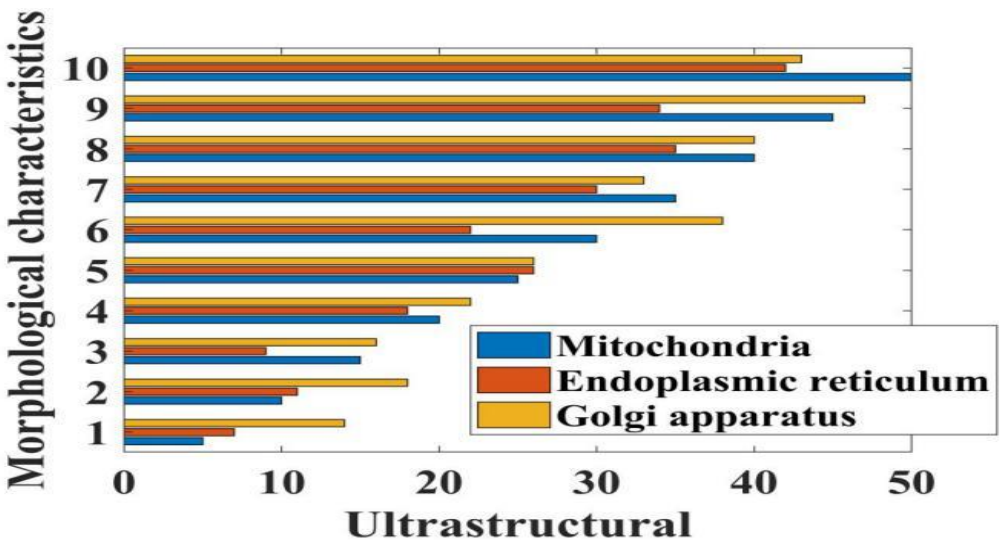 Morphological characteristics
10
9
8
7
6
5
4
3
2
1
Mitochondria
Endoplasmic reticulum
Golgi apparatus
0 10 20 30 40 50
Ultrastructural